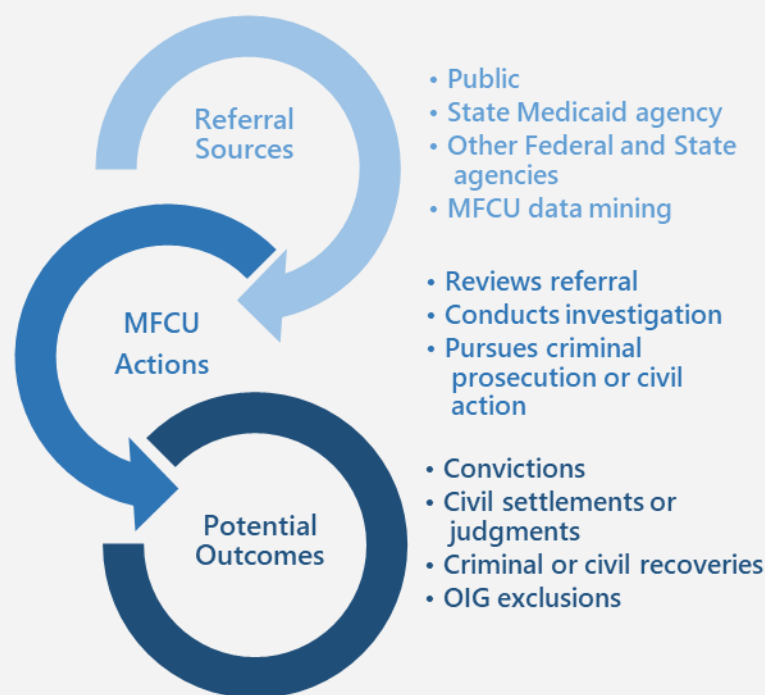 Referral
Sources
• Public
• State Medicaid agency
• Other Federal and State
agencies
• MFCU data mining
MFCU
Actions
• Reviews referral
• Conducts investigation
• Pursues criminal
prosecution or civil
action
Potential
Outcomes
• Convictions
• Civil settlements or
judgments
• Criminal or civil recoveries
• OIG exclusions